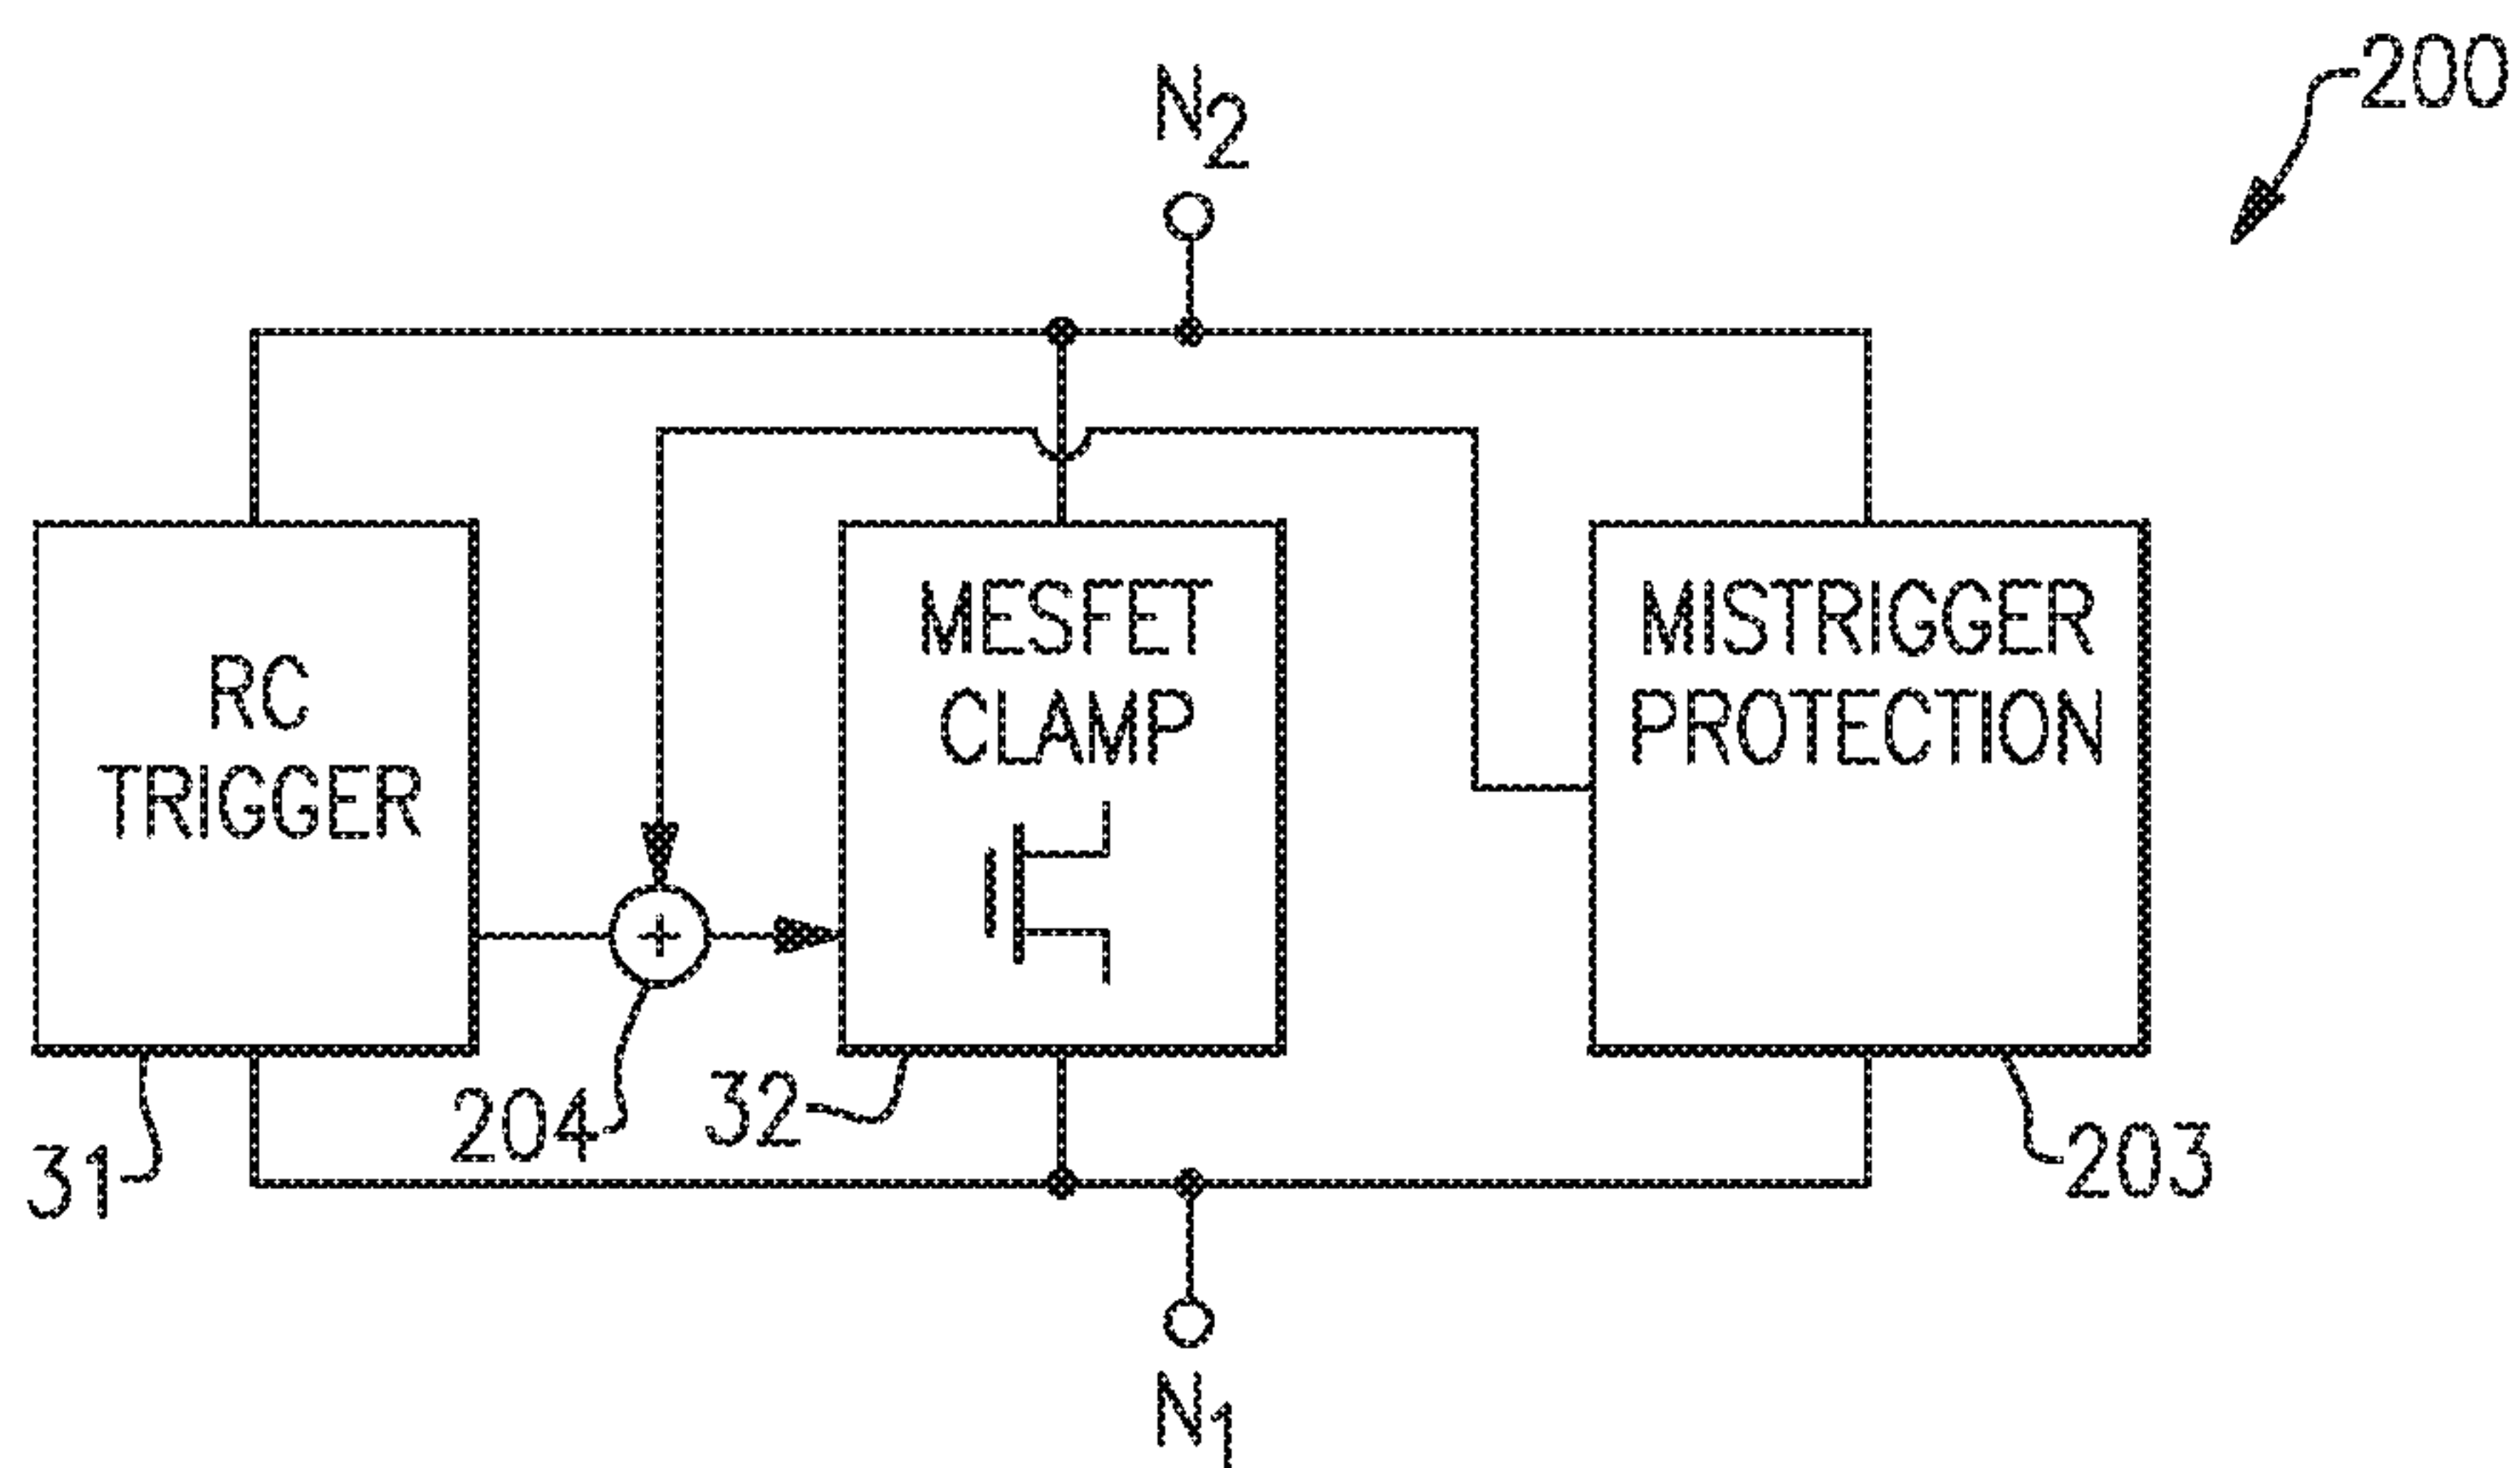 200
N2
RC
TRIGGER
MESFET
CLAMP
MISTRIGGER
PROTECTION
+
31
204
32
203
N1